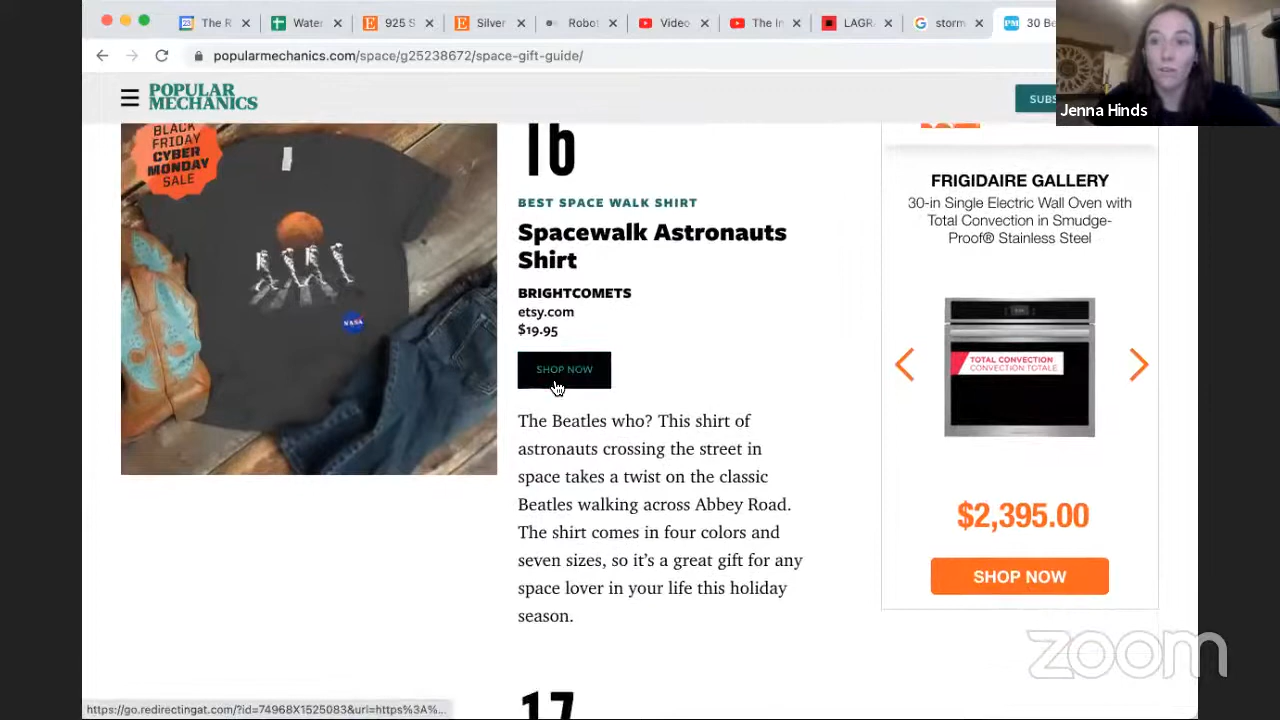 23
The R
Water
925 S
Silver
Robot
Video
The In
LAGRA
G
storm
PM
30 Be
popularmechanics.com/space/g25238672/space-gift-guide/
POPULAR
MECHANICS
SUBS
Jenna Hinds
BLACK
FRIDAY
CYBER
MONDAY
SALE
NASA
16
BEST SPACE WALK SHIRT
Spacewalk Astronauts
Shirt
BRIGHTCOMETS
etsy.com
$19.95
SHOP NOW
The Beatles who? This shirt of
astronauts crossing the street in
space takes a twist on the classic
Beatles walking across Abbey Road.
The shirt comes in four colors and
seven sizes, so it’s a great gift for any
space lover in your life this holiday
season.
17
FRIGIDAIRE GALLERY
30-in Single Electric Wall Oven with
Total Convection in Smudge-
Proof® Stainless Steel
TOTAL CONVECTION
CONVECTION TOTALE
$2,395.00
SHOP NOW
zoom
https://go.redirectingat.com/?id=74968X1525083&url=https%3A%...